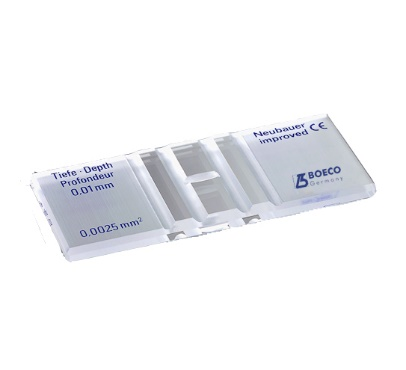 Tiefe · Depth
Profondeur
0.01 mm
0.0025 mm²
Neubauer CE
improved
BOECO
Germany